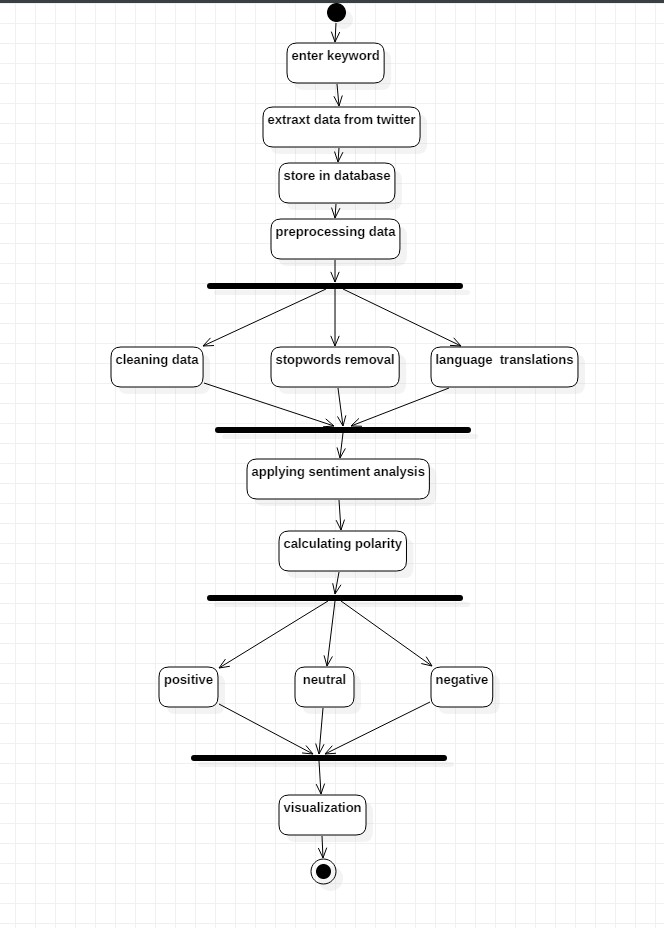 enter keyword
extraxt data from twitter
store in database
preprocessing data
cleaning data
stopwords removal
language  translations
applying sentiment analysis
calculating polarity
positive
neutral
negative
visualization